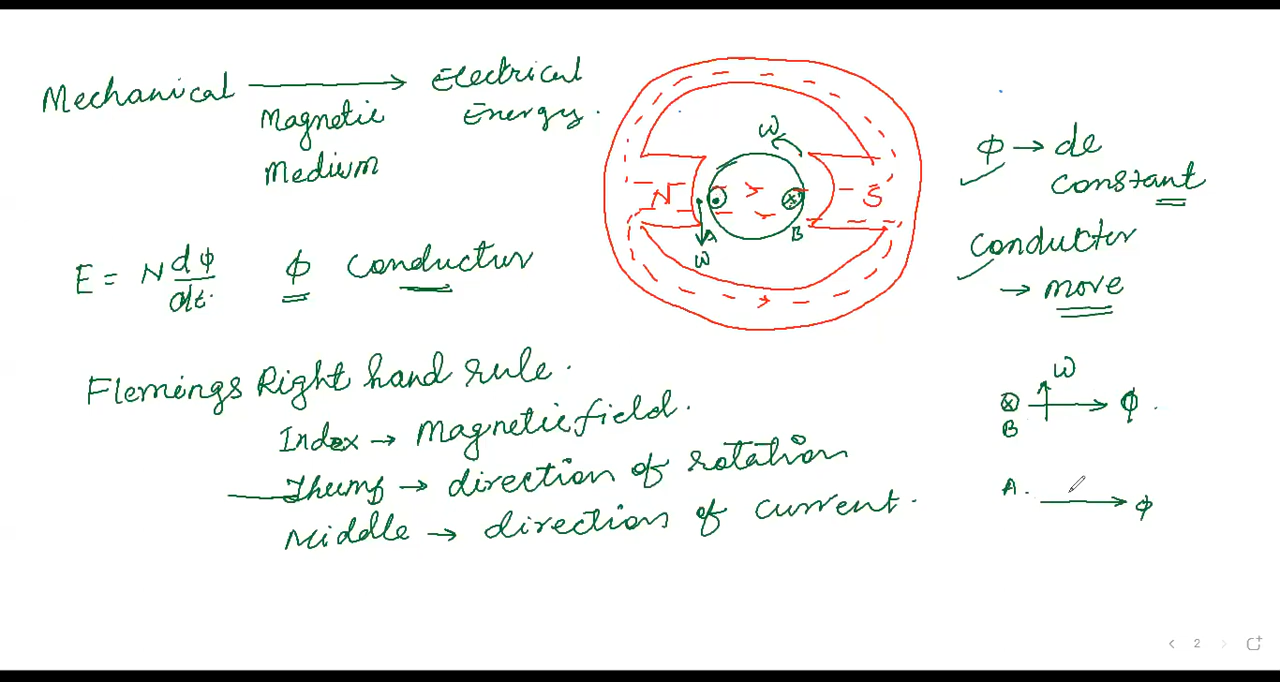 Mechanical → Electrical
Magnetic Energy.
Medium
ω
N S
A B
ω
φ → dc
constant
Conductor
→ move
E = N dφ/dt. φ Conductor
Flemings Right hand rule.
Index → Magnetic field.
Thumb → direction of rotation
Middle → direction of current.
ω
⊗ → φ.
B
A. → φ
2